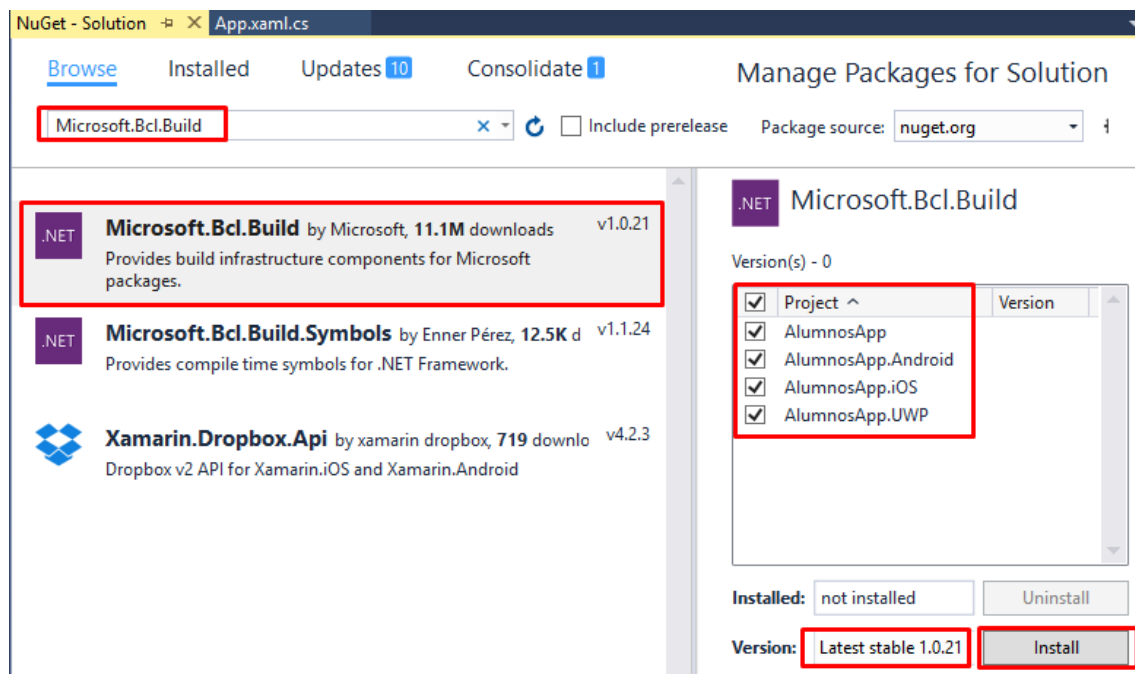 NuGet - Solution App.xaml.cs
Browse Installed Updates 10 Consolidate 1
Manage Packages for Solution
Microsoft.Bcl.Build
Include prerelease
Package source: nuget.org
.NET
Microsoft.Bcl.Build by Microsoft, 11.1M downloads v1.0.21
Provides build infrastructure components for Microsoft
packages.
.NET
Microsoft.Bcl.Build.Symbols by Enner Pérez, 12.5K d v1.1.24
Provides compile time symbols for .NET Framework.
Xamarin.Dropbox.Api by xamarin dropbox, 719 downlo v4.2.3
Dropbox v2 API for Xamarin.iOS and Xamarin.Android
.NET
Microsoft.Bcl.Build
Version(s) - 0
Project Version
AlumnosApp
AlumnosApp.Android
AlumnosApp.iOS
AlumnosApp.UWP
Installed: not installed Uninstall
Version: Latest stable 1.0.21 Install